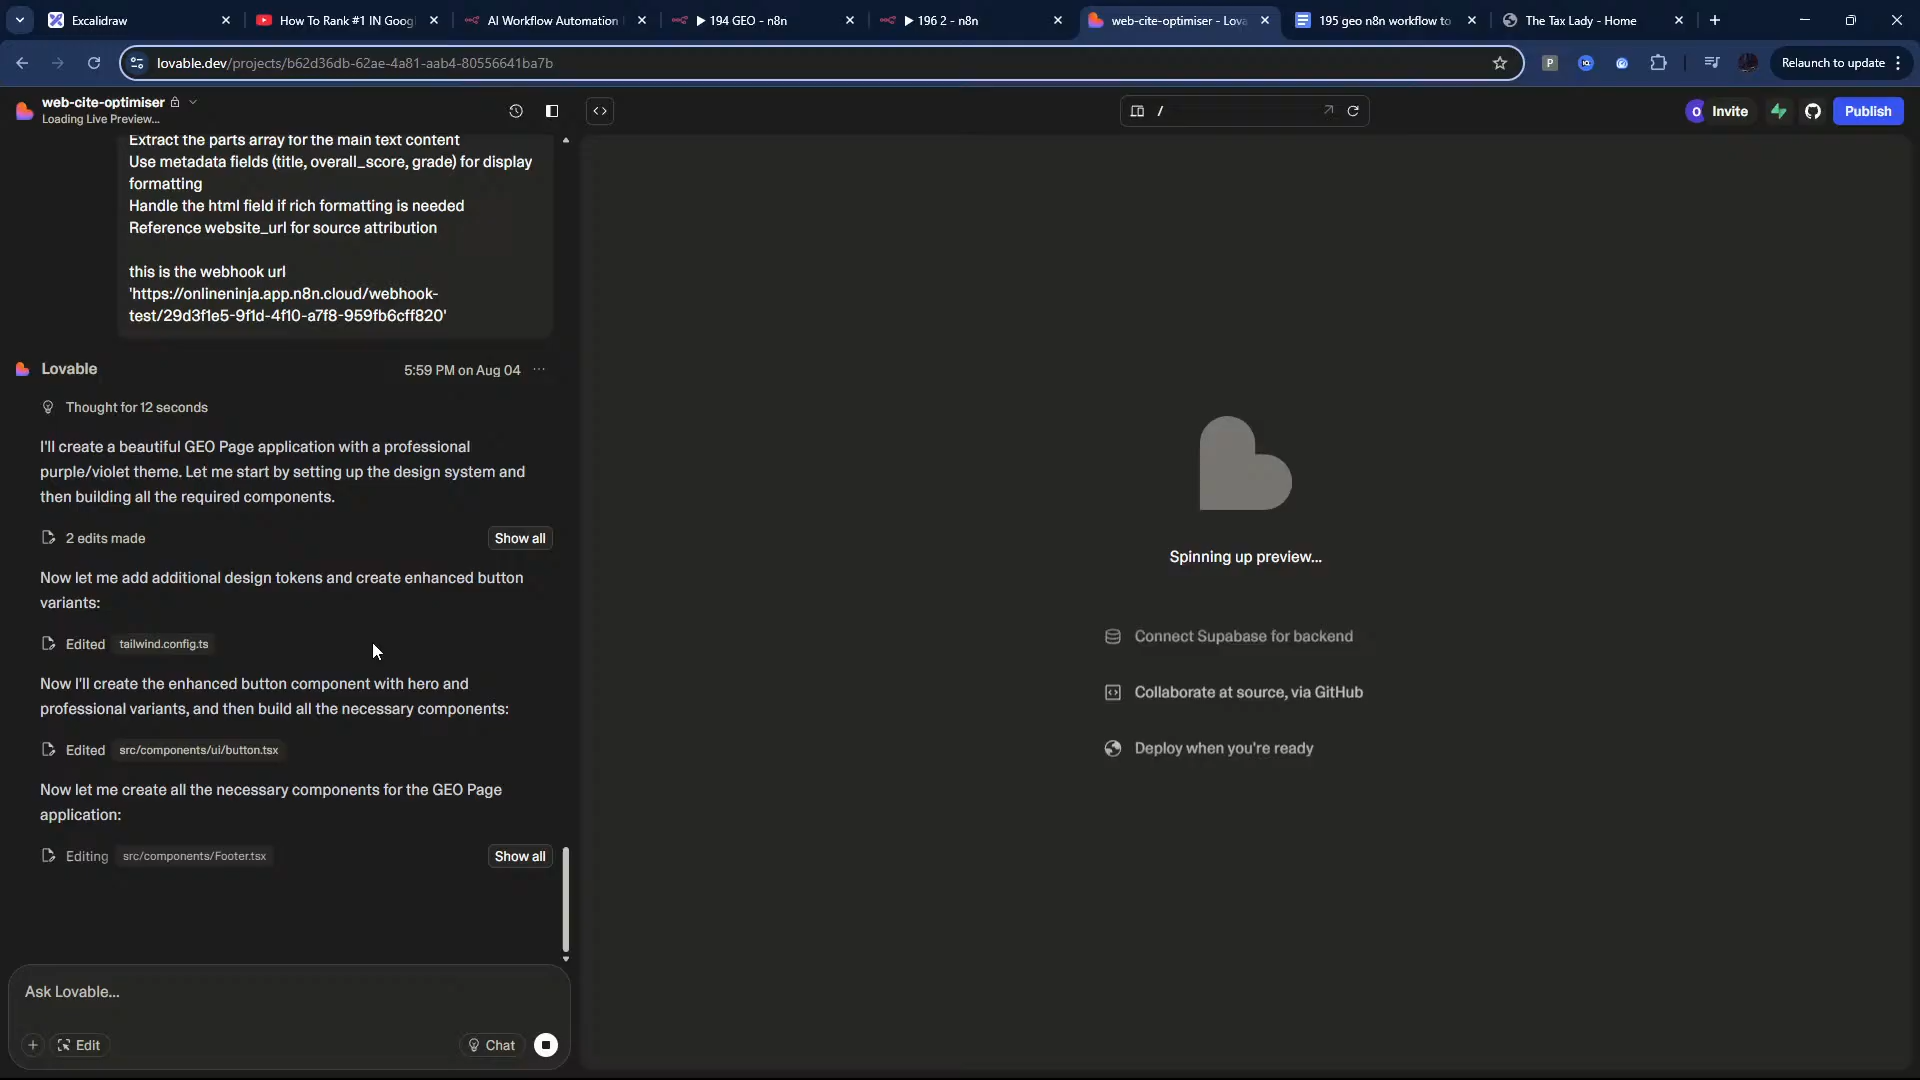 Excalidraw
How To Rank #1 IN Goog
AI Workflow Automation
▶ 194 GEO - n8n
▶ 196 2 - n8n
web-cite-optimiser - Lova
195 geo n8n workflow to
The Tax Lady - Home
lovable.dev/projects/b62d36db-62ae-4a81-aab4-80556641ba7b
Relaunch to update
web-cite-optimiser
Loading Live Preview...
/
Invite
Publish
Extract the parts array for the main text content
Use metadata fields (title, overall_score, grade) for display
formatting
Handle the html field if rich formatting is needed
Reference website_url for source attribution
this is the webhook url
'https://onlineninja.app.n8n.cloud/webhook-
test/29d3f1e5-9f1d-4f10-a7f8-959fb6cff820'
Lovable
5:59 PM on Aug 04
Thought for 12 seconds
I'll create a beautiful GEO Page application with a professional
purple/violet theme. Let me start by setting up the design system and
then building all the required components.
2 edits made
Show all
Now let me add additional design tokens and create enhanced button
variants:
Edited tailwind.config.ts
Now I'll create the enhanced button component with hero and
professional variants, and then build all the necessary components:
Edited src/components/ui/button.tsx
Now let me create all the necessary components for the GEO Page
application:
Editing src/components/Footer.tsx
Show all
Ask Lovable...
Edit
Chat
Spinning up preview...
Connect Supabase for backend
Collaborate at source, via GitHub
Deploy when you're ready